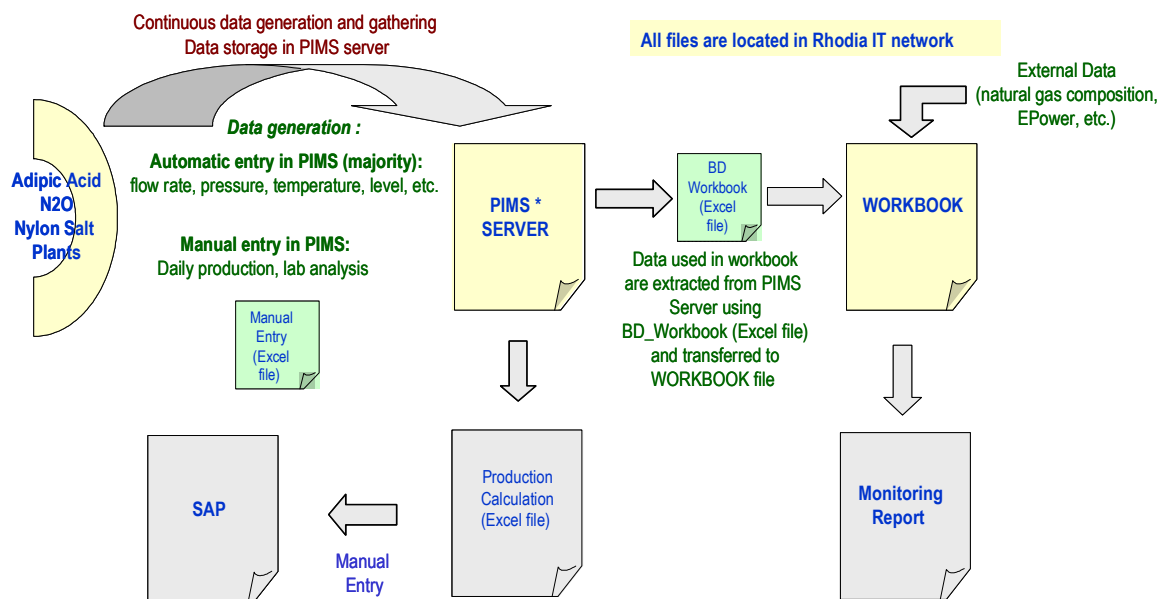 Continuous data generation and gathering
Data storage in PIMS server
All files are located in Rhodia IT network
External Data
(natural gas composition,
EPower, etc.)
Data generation :
Automatic entry in PIMS (majority):
flow rate, pressure, temperature, level, etc.
Adipic Acid
N2O
Nylon Salt
Plants
Manual entry in PIMS:
Daily production, lab analysis
Manual
Entry
(Excel
file)
PIMS *
SERVER
BD
Workbook
(Excel
file)
WORKBOOK
Data used in workbook
are extracted from PIMS
Server using
BD_Workbook (Excel file)
and transferred to
WORKBOOK file
SAP
Manual
Entry
Production
Calculation
(Excel file)
Monitoring
Report